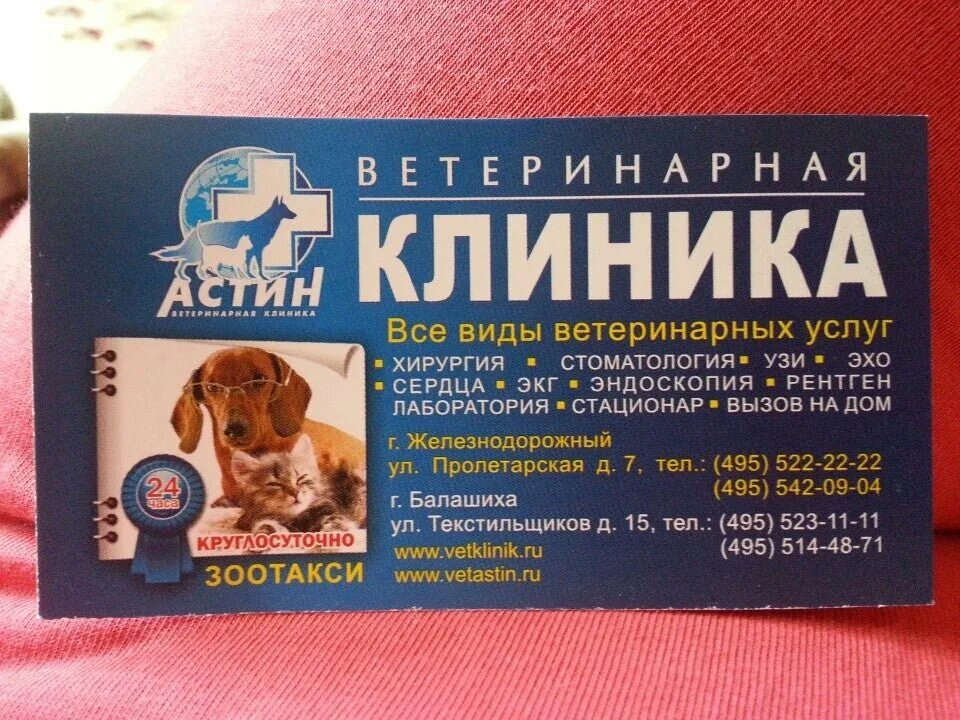 АСТИН
ВЕТЕРИНАРНАЯ КЛИНИКА
ВЕТЕРИНАРНАЯ
КЛИНИКА
Все виды ветеринарных услуг
▪ ХИРУРГИЯ ▪ СТОМАТОЛОГИЯ ▪ УЗИ ▪ ЭХО
▪ СЕРДЦА ▪ ЭКГ ▪ ЭНДОСКОПИЯ ▪ РЕНТГЕН
ЛАБОРАТОРИЯ ▪ СТАЦИОНАР ▪ ВЫЗОВ НА ДОМ
г. Железнодорожный
ул. Пролетарская д. 7, тел.: (495) 522-22-22
(495) 542-09-04
г. Балашиха
ул. Текстильщиков д. 15, тел.: (495) 523-11-11
(495) 514-48-71
www.vetklinik.ru
www.vetastin.ru
24
часа
КРУГЛОСУТОЧНО
ЗООТАКСИ